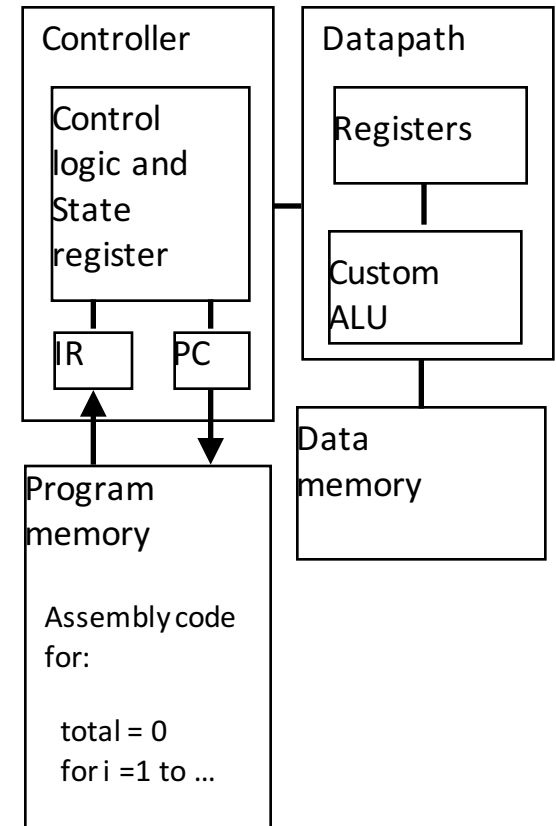 Controller
Control
logic and
State
register
IR
PC
Datapath
Registers
Custom
ALU
Data
memory
Program
memory
Assembly code
for:
total = 0
for i =1 to ...